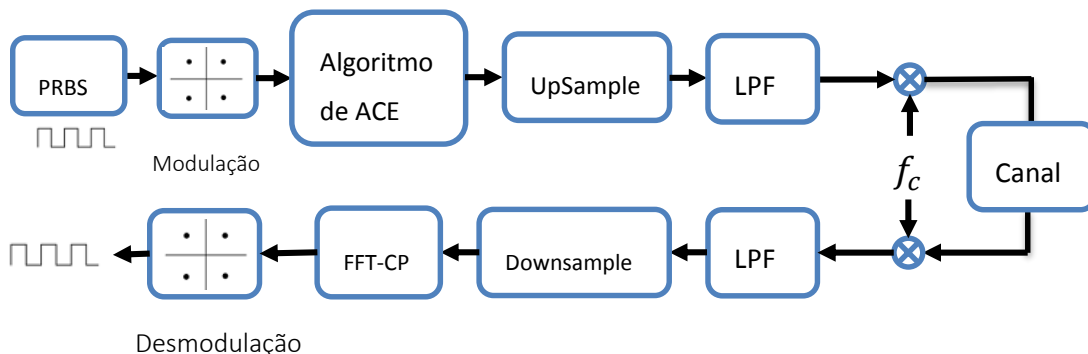 PRBS
Algoritmo
de ACE
UpSample
LPF
Modulação
f_c
Canal
FFT-CP
Downsample
LPF
Desmodulação